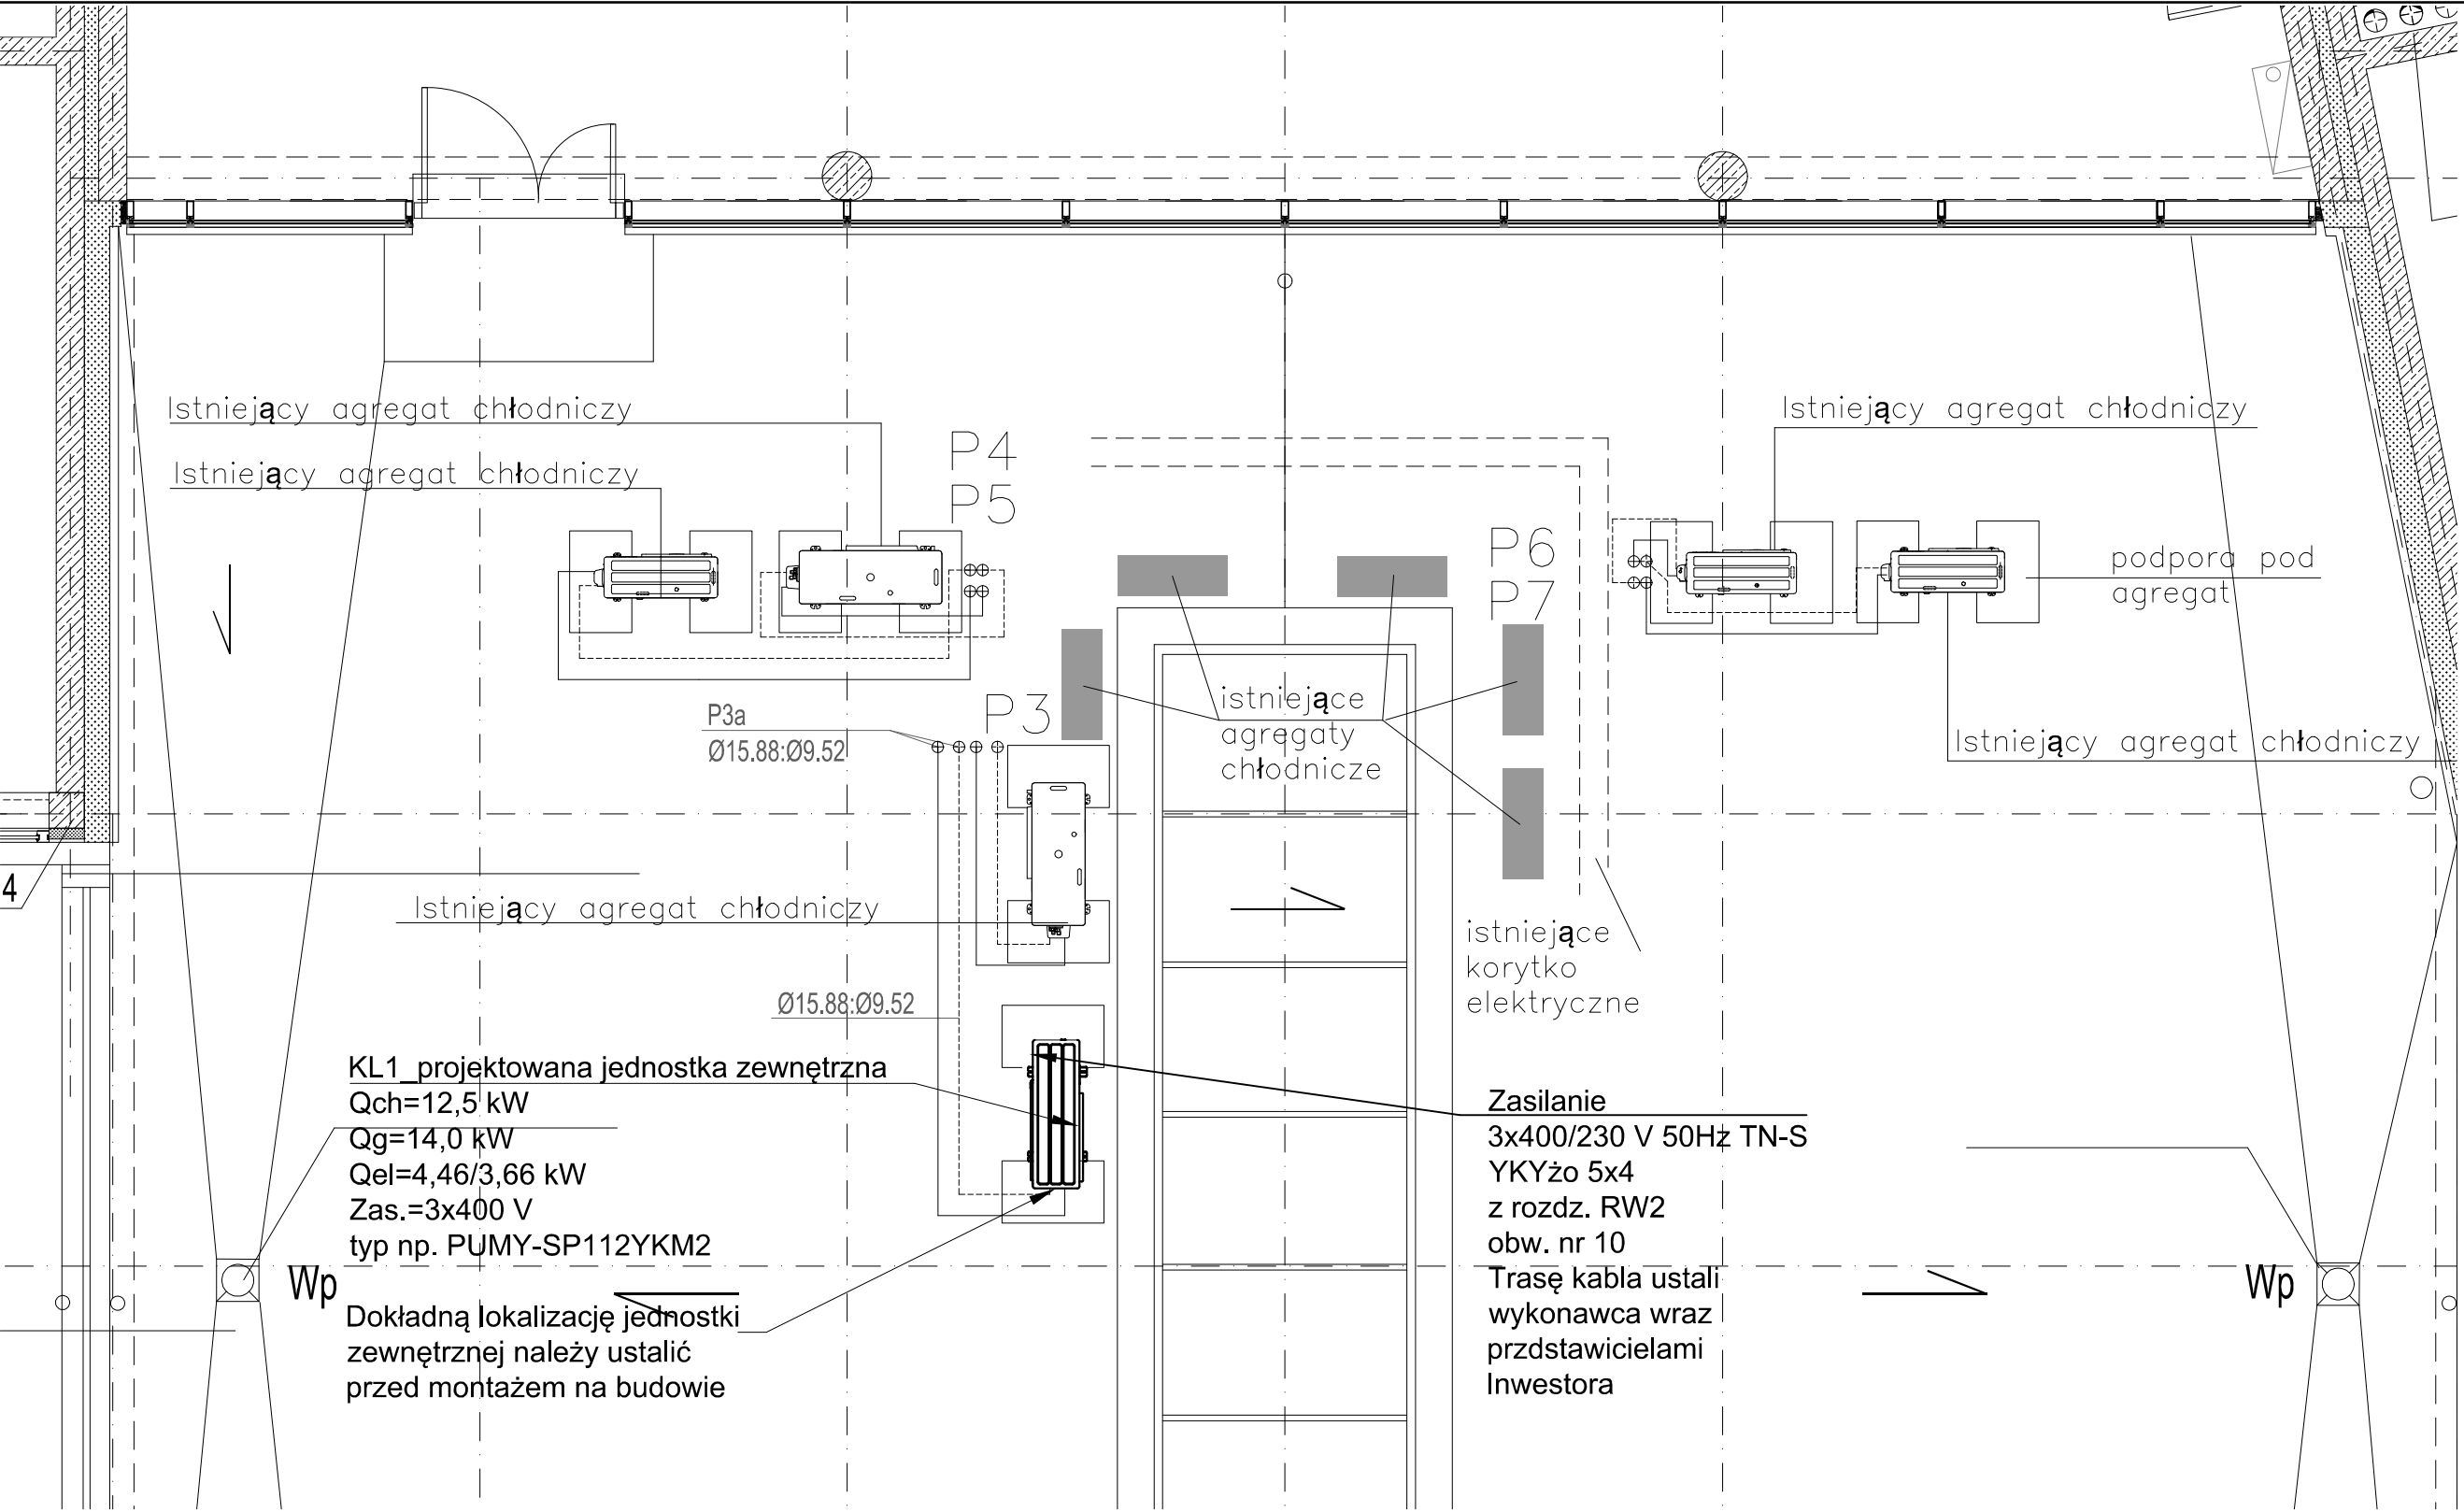 Istniejący agregat chłodniczy
Istniejący agregat chłodniczy
P4
P5
Istniejący agregat chłodniczy
P6
P7
podpora pod
agregat
P3a
Ø15.88:Ø9.52
P3
istniejące
agregaty
chłodnicze
Istniejący agregat chłodniczy
4
Istniejący agregat chłodniczy
istniejące
korytko
elektryczne
Ø15.88:Ø9.52
KL1_projektowana jednostka zewnętrzna
Qch=12,5 kW
Qg=14,0 kW
Qel=4,46/3,66 kW
Zas.=3x400 V
typ np. PUMY-SP112YKM2
Zasilanie
3x400/230 V 50Hz TN-S
YKYżo 5x4
z rozdz. RW2
obw. nr 10
Trasę kabla ustali
wykonawca wraz
przdstawicielami
Inwestora
Wp
Wp
Dokładną lokalizację jednostki
zewnętrznej należy ustalić
przed montażem na budowie